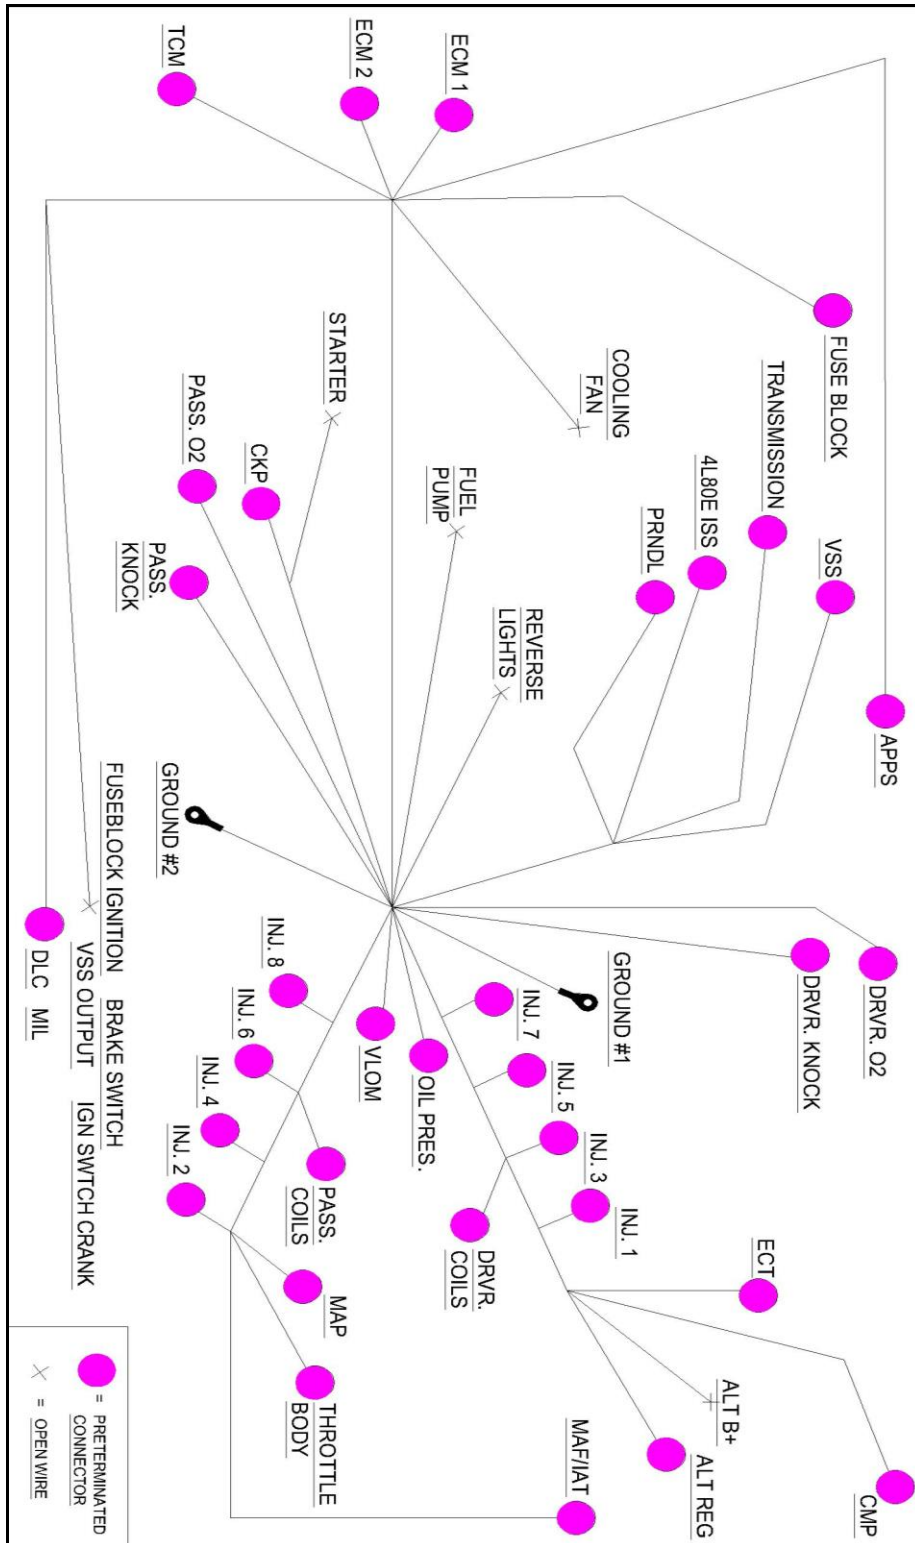 TCM
ECM 2
ECM 1
FUSE BLOCK
COOLING
FAN
STARTER
TRANSMISSION
4L80E ISS
PRNDL
VSS
PASS. O2
CKP
FUEL
PUMP
PASS.
KNOCK
REVERSE
LIGHTS
APPS
GROUND #2
FUSEBLOCK IGNITION
BRAKE SWITCH
VSS OUTPUT
IGN SWTCH CRANK
DLC
MIL
DRVR. O2
DRVR. KNOCK
GROUND #1
INJ. 8
INJ. 6
INJ. 4
INJ. 2
VLOM
OIL PRES.
INJ. 7
INJ. 5
INJ. 3
INJ. 1
PASS.
COILS
DRVR.
COILS
MAP
THROTTLE
BODY
ECT
ALT B+
ALT REG
MAF/IAT
CMP
= PRETERMINATED
CONNECTOR
= OPEN WIRE